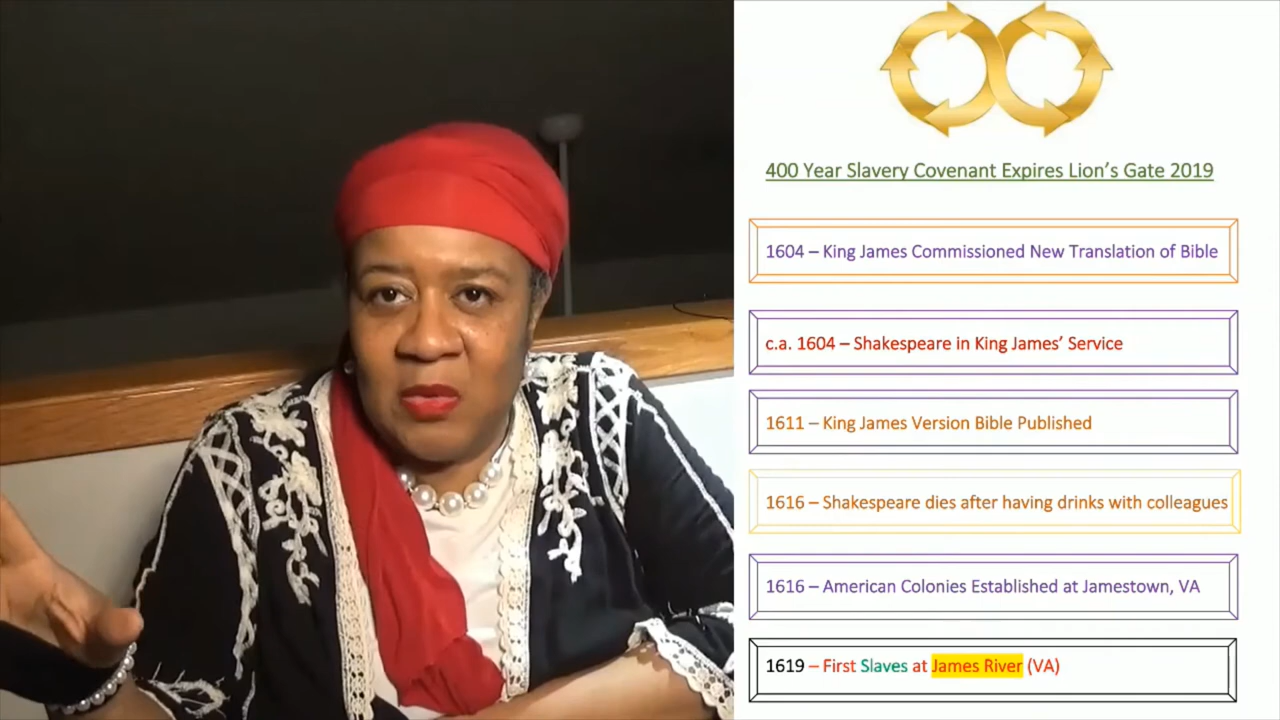 400 Year Slavery Covenant Expires Lion’s Gate 2019
1604 – King James Commissioned New Translation of Bible
c.a. 1604 – Shakespeare in King James’ Service
1611 – King James Version Bible Published
1616 – Shakespeare dies after having drinks with colleagues
1616 – American Colonies Established at Jamestown, VA
1619 – First Slaves at James River (VA)